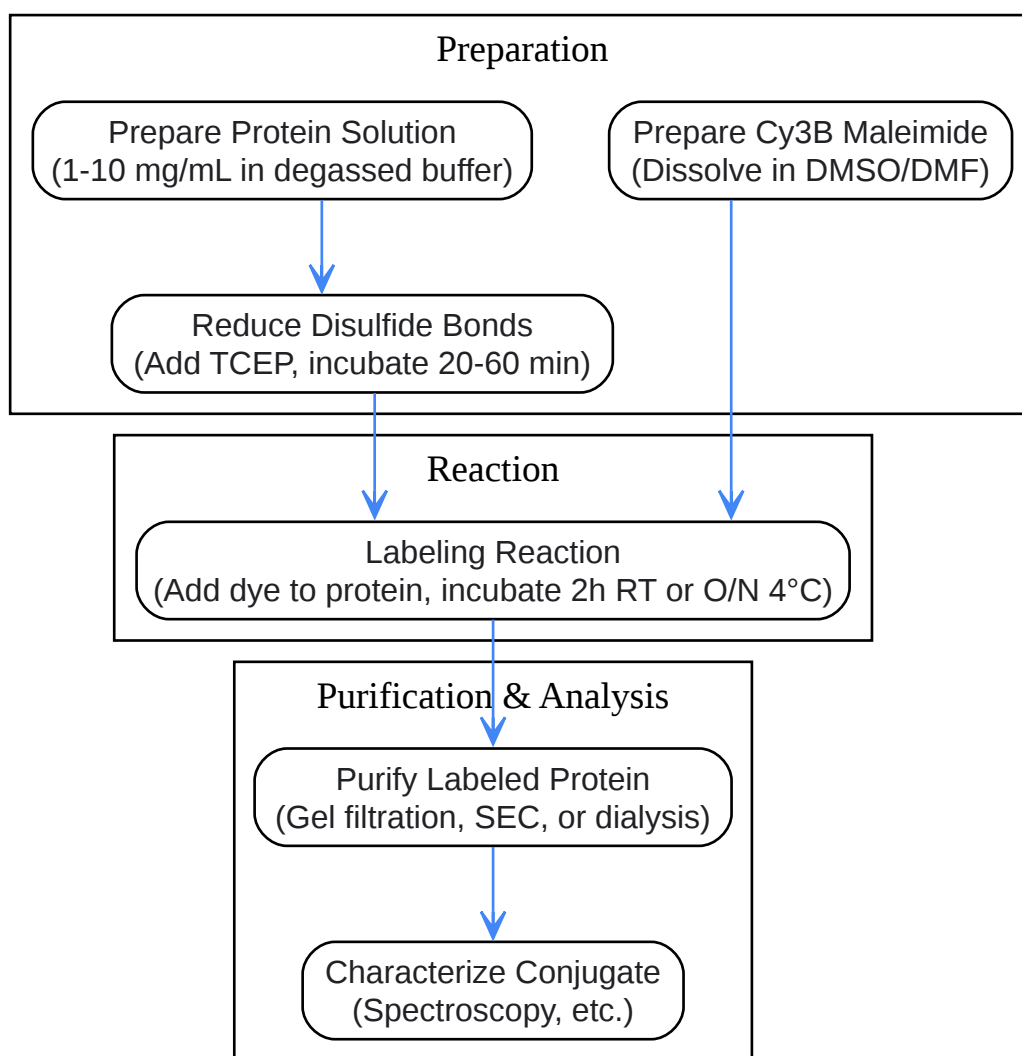 Preparation
Prepare Protein Solution
(1-10 mg/mL in degassed buffer)
Prepare Cy3B Maleimide
(Dissolve in DMSO/DMF)
Reduce Disulfide Bonds
(Add TCEP, incubate 20-60 min)
Reaction
Labeling Reaction
(Add dye to protein, incubate 2h RT or O/N 4°C)
Purification & Analysis
Purify Labeled Protein
(Gel filtration, SEC, or dialysis)
Characterize Conjugate
(Spectroscopy, etc.)